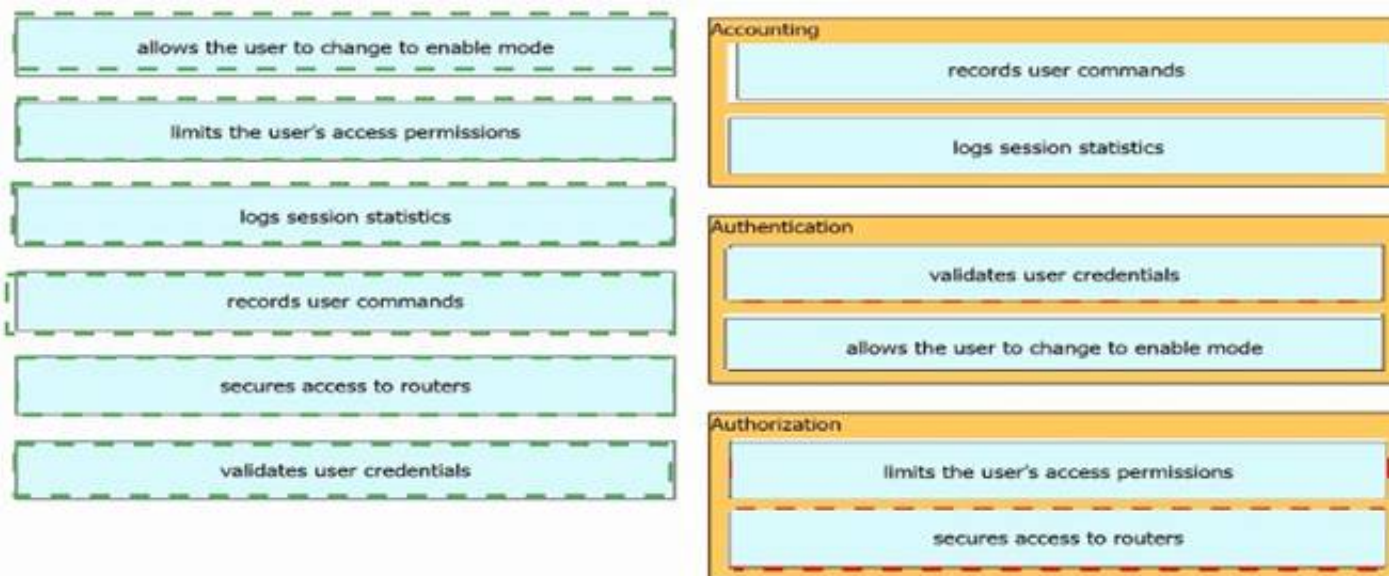 allows the user to change to enable mode
limits the user's access permissions
logs session statistics
records user commands
secures access to routers
validates user credentials
Accounting
records user commands
logs session statistics
Authentication
validates user credentials
allows the user to change to enable mode
Authorization
limits the user's access permissions
secures access to routers